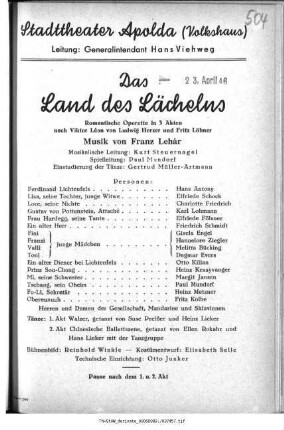 504
Stadttheater Apolda (Volkshaus)
Leitung: Generalintendant Hans Viehweg
23. April 46
Das
Land des Lächelns
Romantische Operette in 3 Akten
nach Viktor Léon von Ludwig Herzer und Fritz Löhner
Musik von Franz Lehár
Musikalische Leitung: Kurt Steuernagel
Spielleitung: Paul Mundorf
Einstudierung der Tänze: Gertrud Müller-Artmann
Personen:
Ferdinand Lichtenfels Hans Antony
Lisa, seine Tochter, junge Witwe Elfriede Schoch
Lore, seine Nichte Charlotte Friedrich
Gustav von Pottenstein, Attaché Karl Lohmann
Frau Hardegg, seine Tante Elfriede
Ein alter Herr Friedrich Schmidt
Fini Gisela Engel
Franzi Hannelore Ziegler
Valli junge Mädchen Melitta Bücking
Toni Dagmar Evers
Ein alter Diener bei Lichtenfels Otto Kilian
Prinz Sou-Chong Heinz
Mi, seine Schwester Margit Jansen
Tschang, sein Oheim Paul Mundorf
Fu-Li, Sekretär Heinz Metzner
Obereunuch Fritz Kolbe
Herren und Damen der Gesellschaft, Mandarine und Sklavinnen
Tänze: 1. Akt Walzer, getanzt von Suse Preißer und Heinz Lieker
2. Akt Chinesische Ballettszene, getanzt von Ellen Rokahr und
Hans Lieker mit der Tanzgruppe
Bühnenbild: Reinhold Winkle — Kostümentwurf: Elisabeth Selle
Technische Einrichtung: Otto Junker
Pause nach dem 1. u. 2. Akt